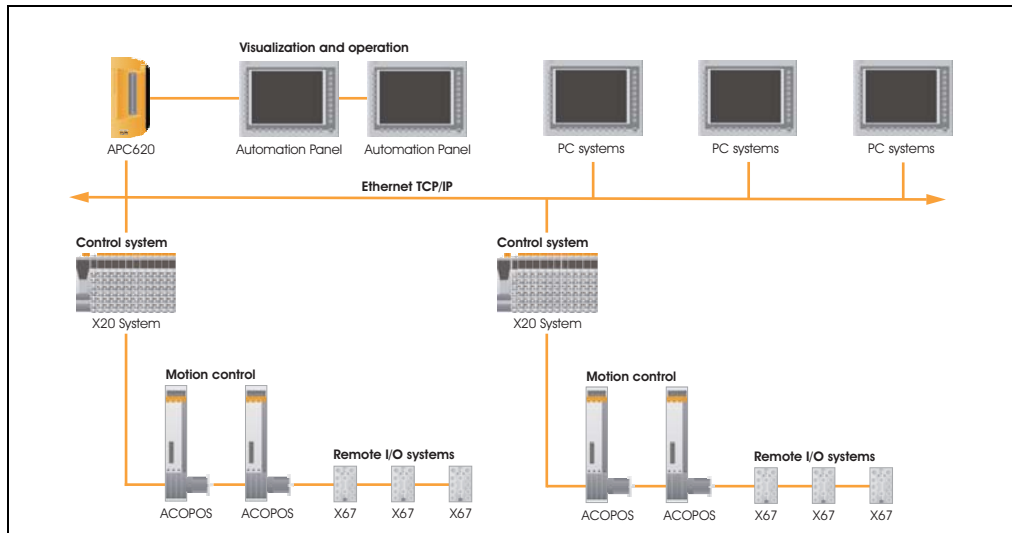 Visualization and operation
APC620
Automation Panel
Automation Panel
PC systems
PC systems
PC systems
Ethernet TCP/IP
Control system
Control system
X20 System
X20 System
Motion control
Motion control
Remote I/O systems
Remote I/O systems
ACOPOS
ACOPOS
X67
X67
X67
ACOPOS
ACOPOS
X67
X67
X67